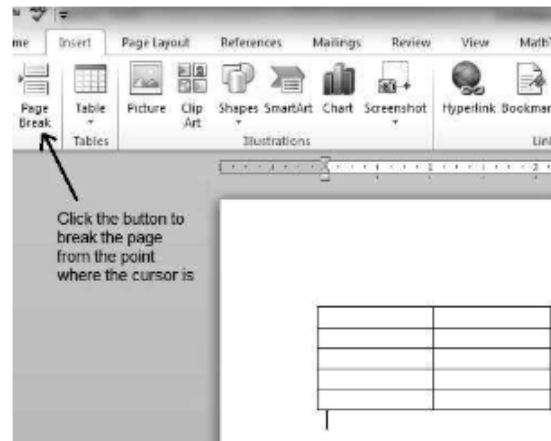 me Insert Page Layout References Mailings Review View Math
Page Break
Table
Picture
Clip Art
Shapes
SmartArt
Chart
Screenshot
Hyperlink
Bookmar
Tables
Illustrations
Lin
Click the button to
break the page
from the point
where the cursor is